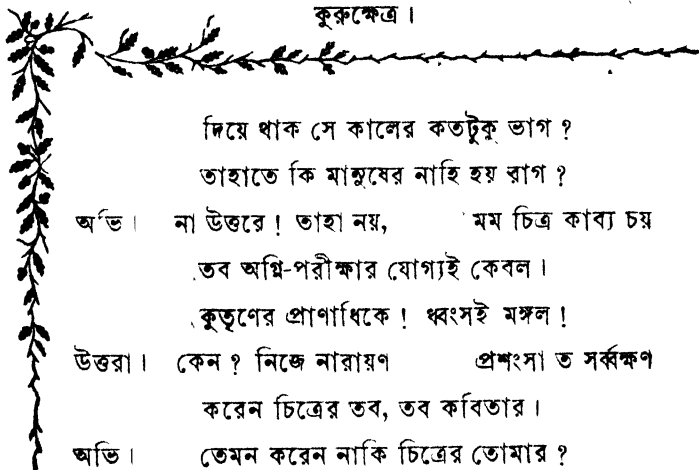 কুরুক্ষেত্র।
দিয়ে থাক সে কালের কতটুকু ভাগ ?
তাহাতে কি মানুষের নাহি হয় রাগ ?
অভি। না উত্তরে ! তাহা নয়, মম চিত্র কাব্য চয়
তব অগ্নি-পরীক্ষার যোগ্যই কেবল।
কুতৃণের প্রাণাধিকে ! ধ্বংসই মঙ্গল !
উত্তরা। কেন ? নিজে নারায়ণ প্রশংসা ত সর্ব্বক্ষণ
করেন চিত্রের তব, তব কবিতার।
অভি। তেমন করেন নাকি চিত্রের তোমার ?